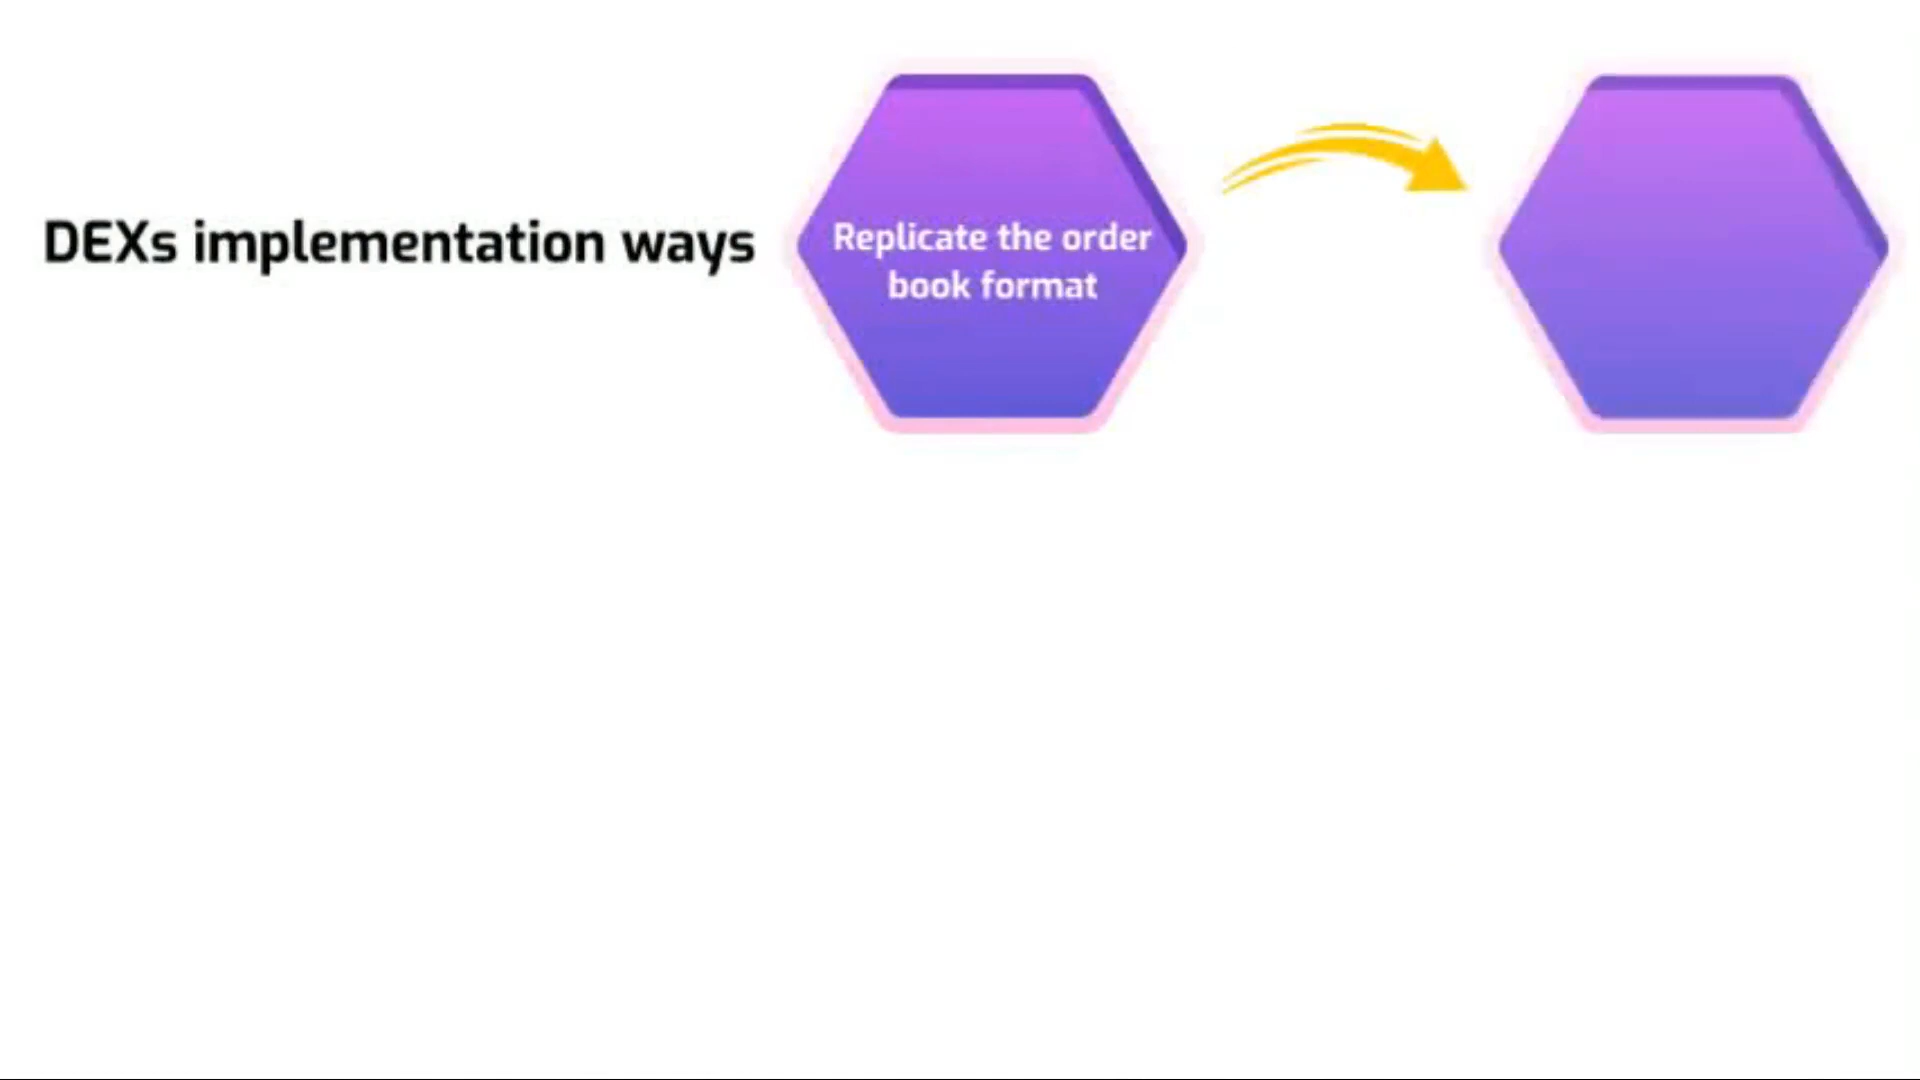 DEXs implementation ways
Replicate the order
book format